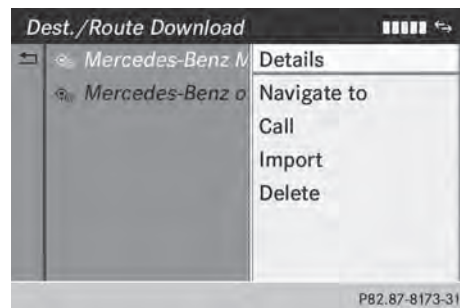 Dest./Route Download
Mercedes-Benz M
Details
Mercedes-Benz o
Navigate to
Call
Import
Delete
P82.87-8173-31